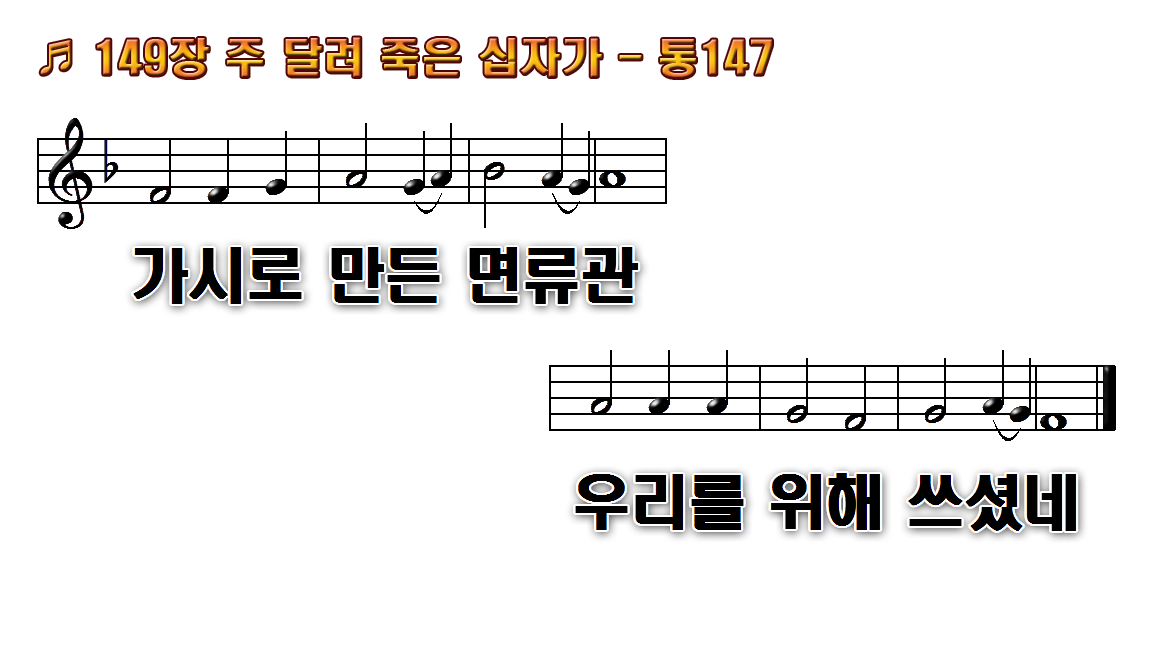 ♬ 149장 주 달려 죽은 십자가 - 통147
가시로 만든 면류관
우리를 위해 쓰셨네